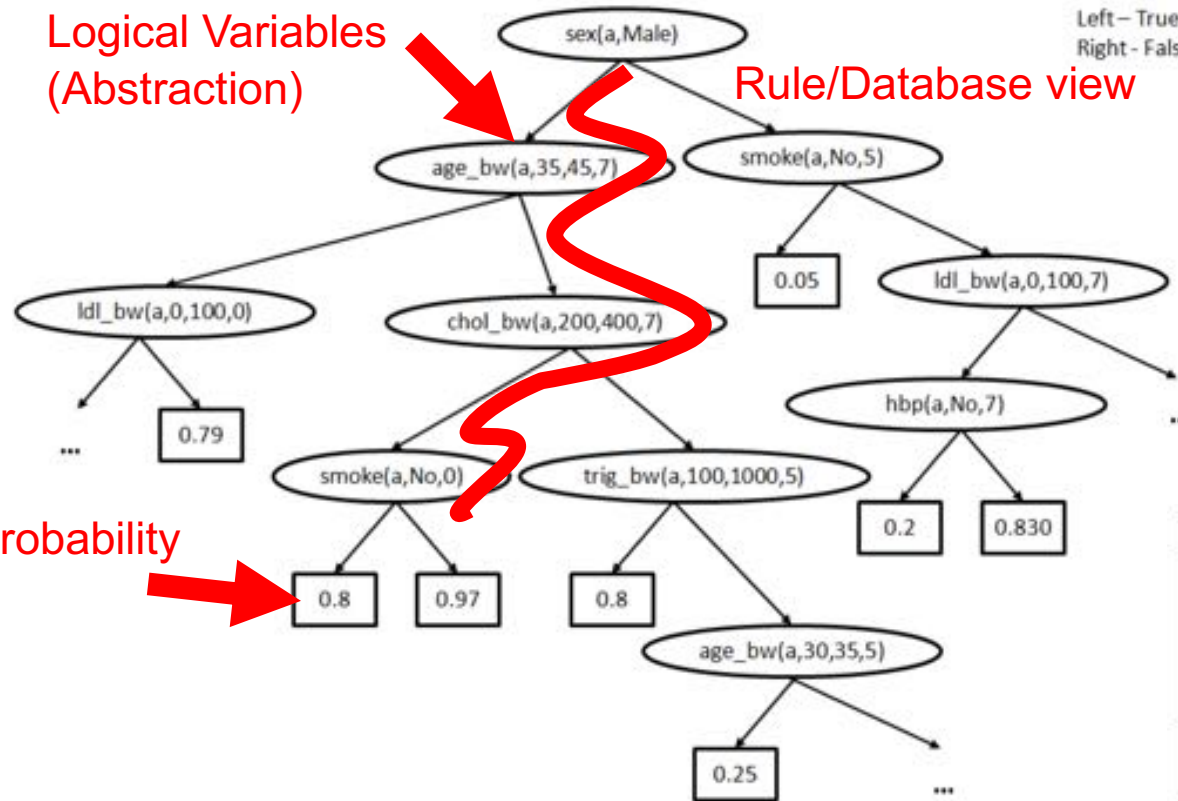 Logical Variables
(Abstraction)
sex(a,Male)
Left – True
Right - Fals
Rule/Database view
age_bw(a,35,45,7)
smoke(a,No,5)
0.05
ldl_bw(a,0,100,7)
ldl_bw(a,0,100,0)
chol_bw(a,200,400,7)
hbp(a,No,7)
...
0.79
...
smoke(a,No,0)
trig_bw(a,100,1000,5)
0.2
0.830
robability
0.8
0.97
0.8
age_bw(a,30,35,5)
0.25
...